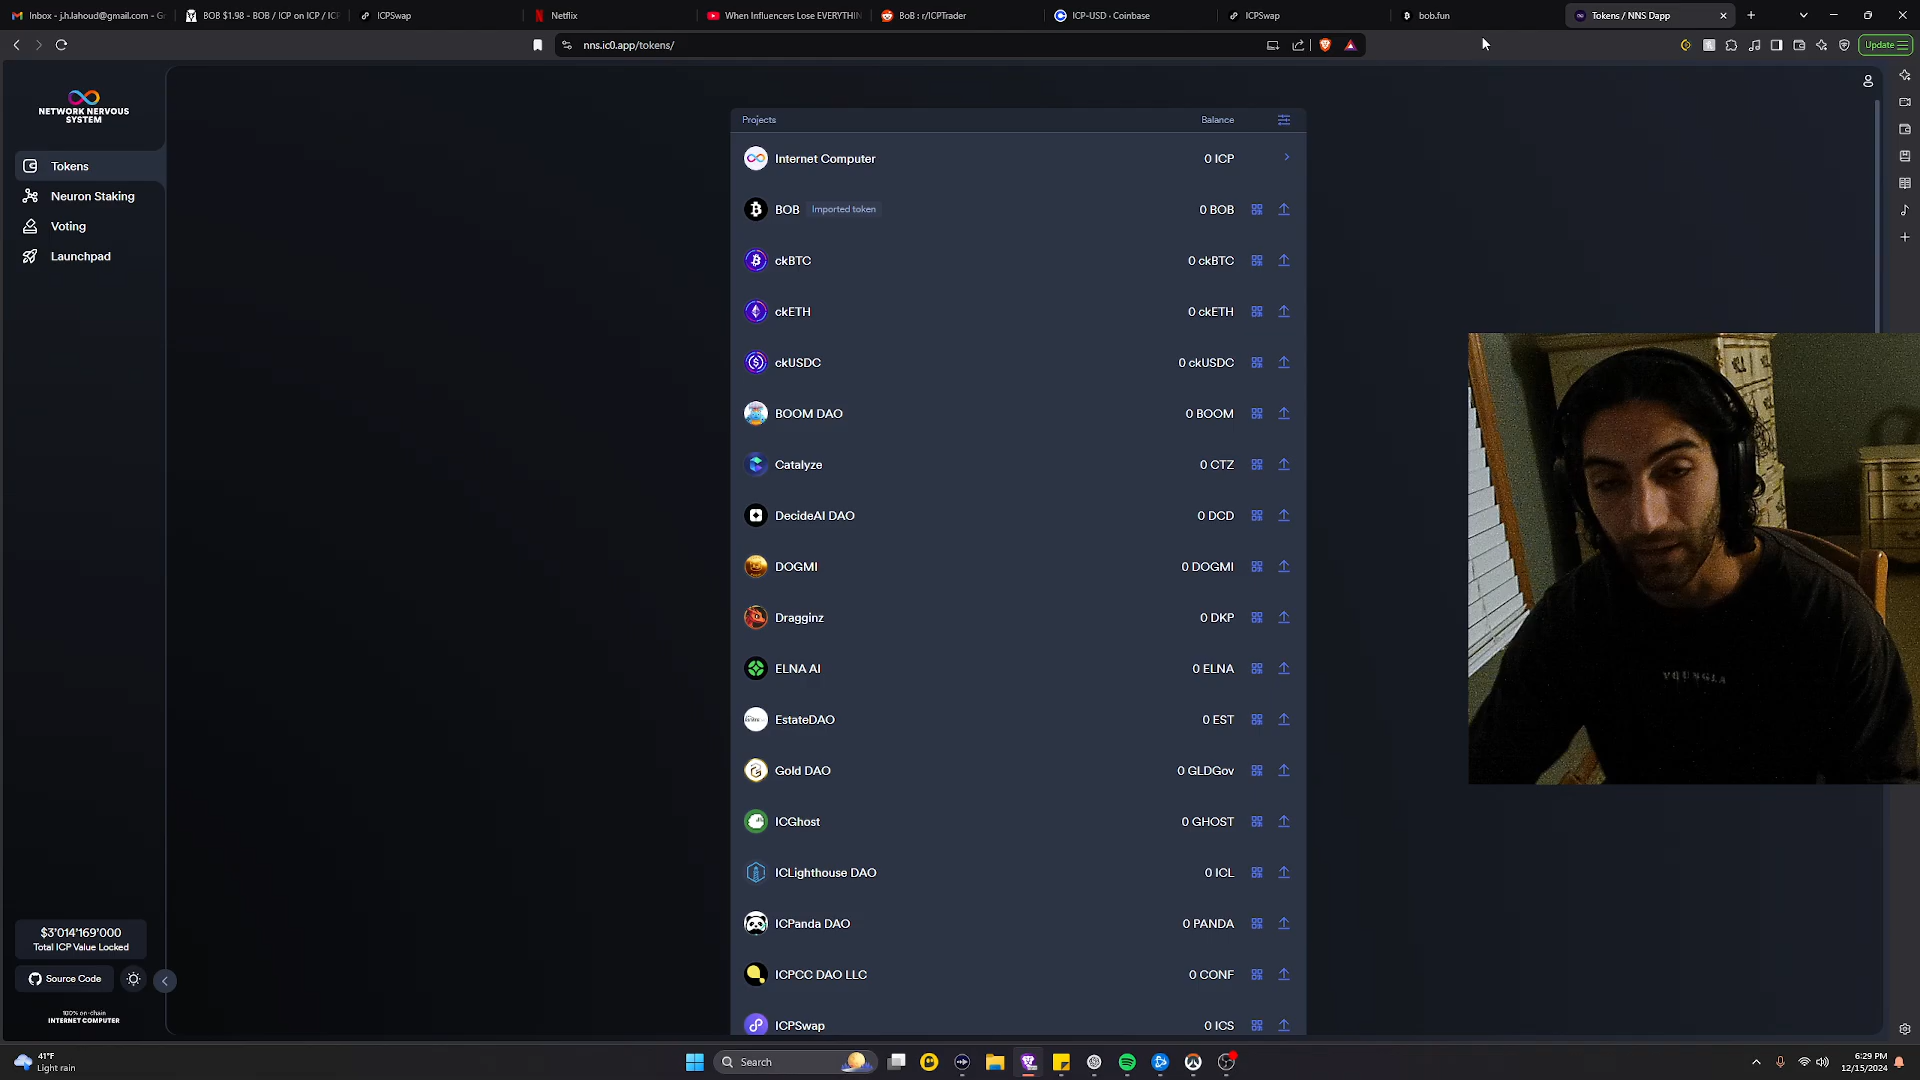 Inbox - j.h.lahoud@gmail.com - G
BOB $1.98 - BOB / ICP on ICP / ICP
ICPSwap
Netflix
When Influencers Lose EVERYTHIN
BoB : r/ICPTrader
ICP-USD · Coinbase
ICPSwap
bob.fun
Tokens / NNS Dapp
nns.ic0.app/tokens/
Update
NETWORK NERVOUS
SYSTEM
Tokens
Neuron Staking
Voting
Launchpad
Projects Balance
Internet Computer 0 ICP
BOB Imported token 0 BOB
ckBTC 0 ckBTC
ckETH 0 ckETH
ckUSDC 0 ckUSDC
BOOM DAO 0 BOOM
Catalyze 0 CTZ
DecideAI DAO 0 DCD
DOGMI 0 DOGMI
Dragginz 0 DKP
ELNA AI 0 ELNA
EstateDAO 0 EST
Gold DAO 0 GLDGov
ICGhost 0 GHOST
ICLighthouse DAO 0 ICL
ICPanda DAO 0 PANDA
ICPCC DAO LLC 0 CONF
ICPSwap 0 ICS
YOUNGLA
$3'014'169'000
Total ICP Value Locked
Source Code
100% on-chain
INTERNET COMPUTER
41°F
Light rain
Search
6:29 PM
12/15/2024